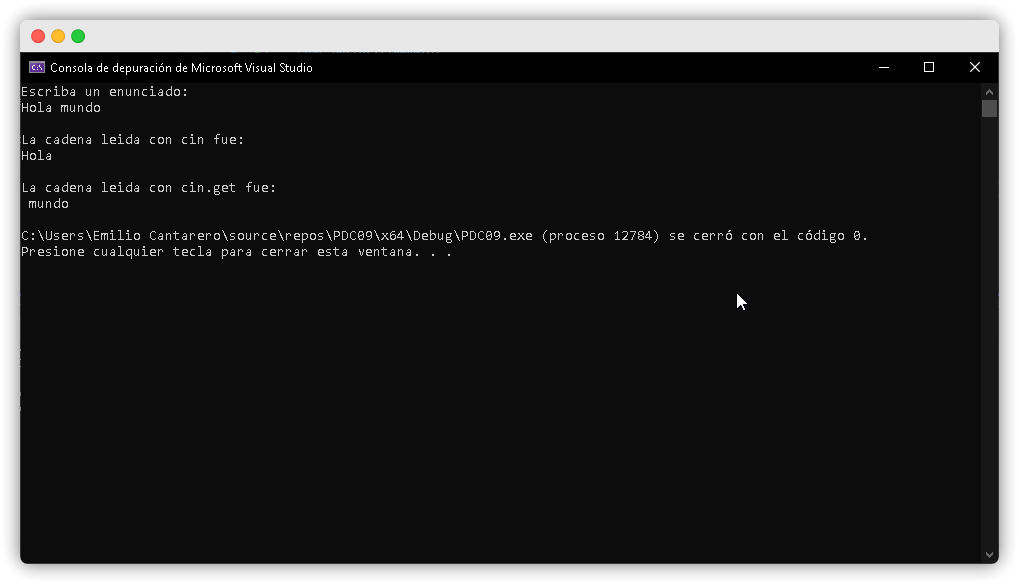 Consola de depuración de Microsoft Visual Studio
Escriba un enunciado:
Hola mundo
La cadena leida con cin fue:
Hola
La cadena leida con cin.get fue:
mundo
C:\Users\Emilio Cantarero\source\repos\PDC09\x64\Debug\PDC09.exe (proceso 12784) se cerró con el código 0.
Presione cualquier tecla para cerrar esta ventana. . .